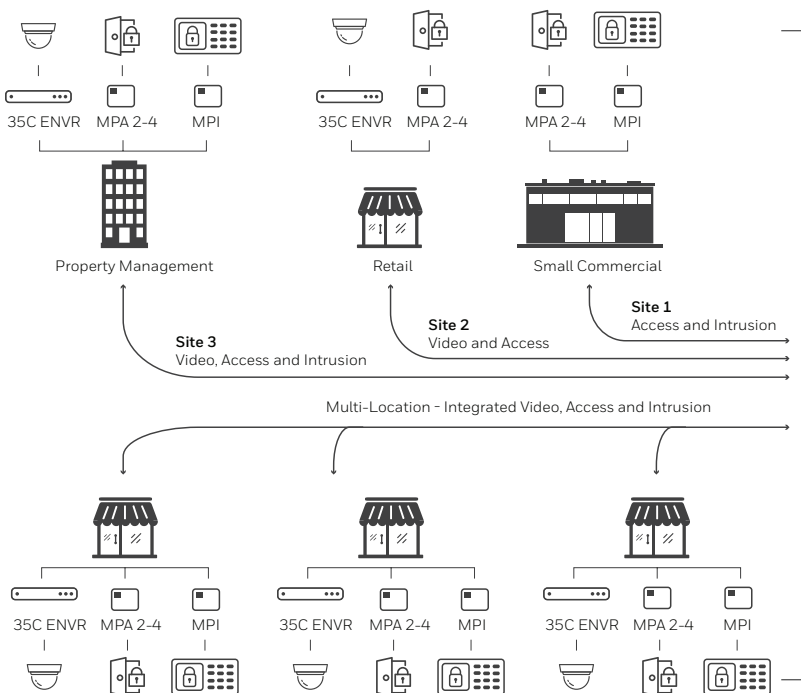 35C ENVR MPA 2-4 MPI
35C ENVR MPA 2-4
MPA 2-4 MPI
Property Management
Retail
Small Commercial
Site 1
Access and Intrusion
Site 2
Video and Access
Site 3
Video, Access and Intrusion
Multi-Location - Integrated Video, Access and Intrusion
35C ENVR MPA 2-4 MPI
35C ENVR MPA 2-4 MPI
35C ENVR MPA 2-4 MPI